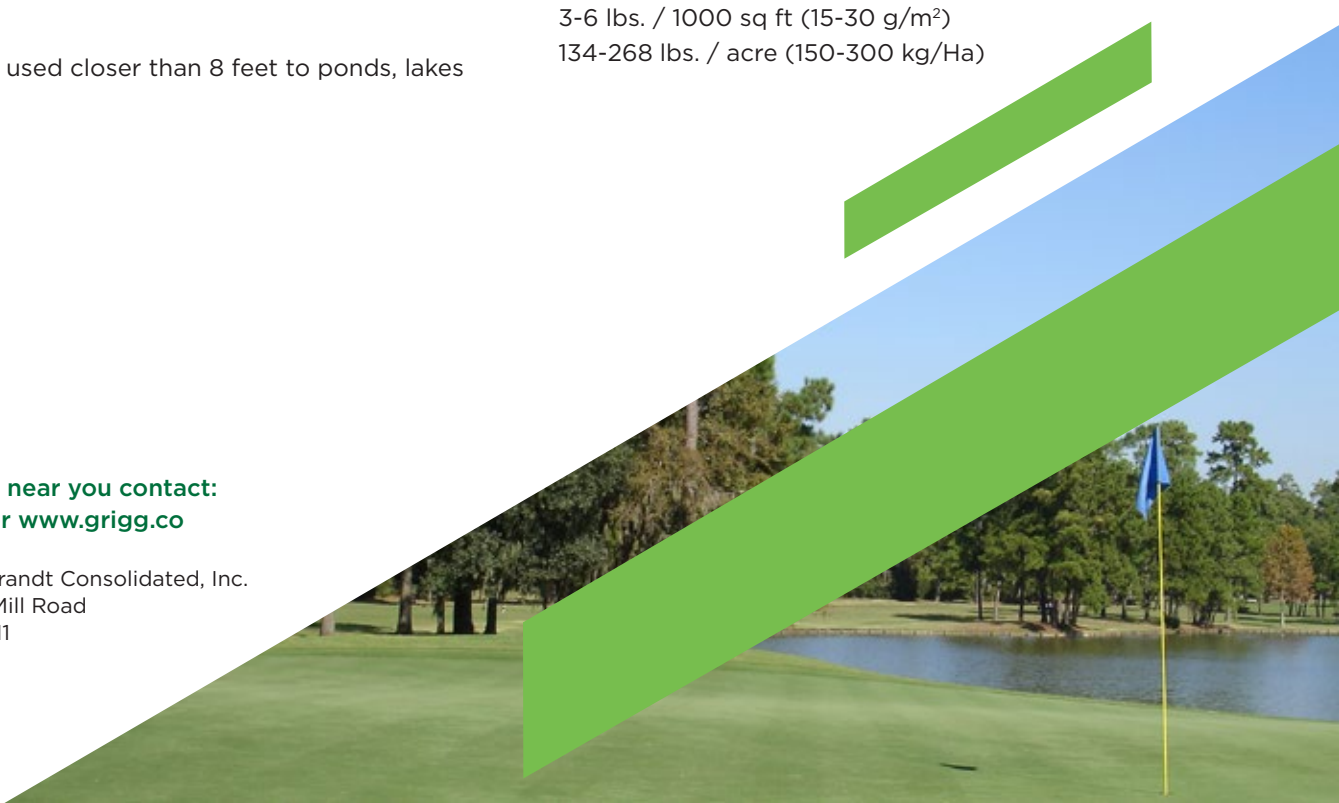 3-6 lbs. / 1000 sq ft (15-30 g/m²)
134-268 lbs. / acre (150-300 kg/Ha)
used closer than 8 feet to ponds, lakes
near you contact:
r www.grigg.co
randt Consolidated, Inc.
Mill Road